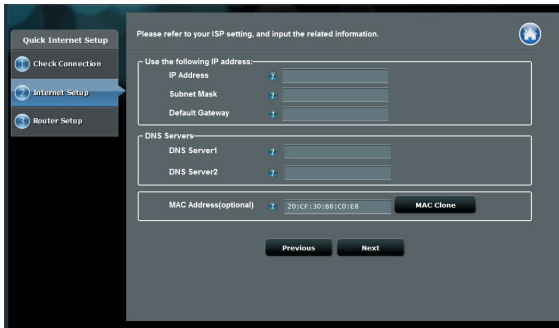 Quick Internet Setup
1 Check Connection
2 Internet Setup
3 Router Setup
Please refer to your ISP setting, and input the related information.
Use the following IP address:
IP Address ?
Subnet Mask ?
Default Gateway ?
DNS Servers
DNS Server1 ?
DNS Server2 ?
MAC Address(optional) ? 20:CF:30:86:C0:E8 MAC Clone
Previous Next